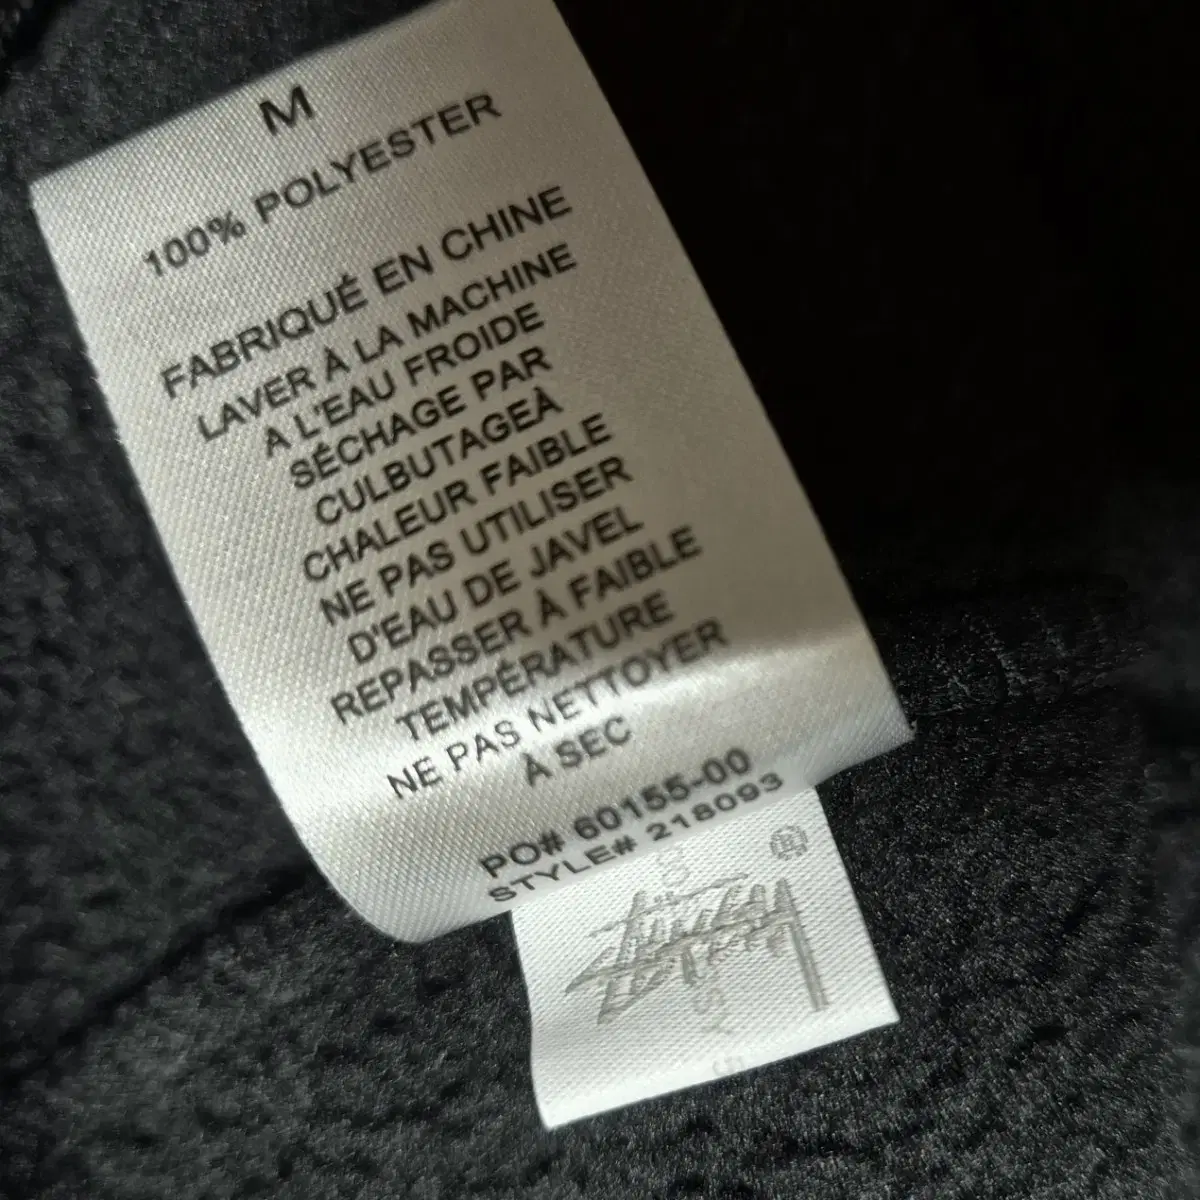 M
100% POLYESTER
FABRIQUÉ EN CHINE
LAVER À LA MACHINE
A L'EAU FROIDE
SÉCHAGE PAR
CULBUTAGEÀ
CHALEUR FAIBLE
NE PAS UTILISER
D'EAU DE JAVEL
REPASSER À FAIBLE
TEMPÉRATURE
NE PAS NETTOYER
À SEC
PO# 60155-00
STYLE# 218093
Stüssy